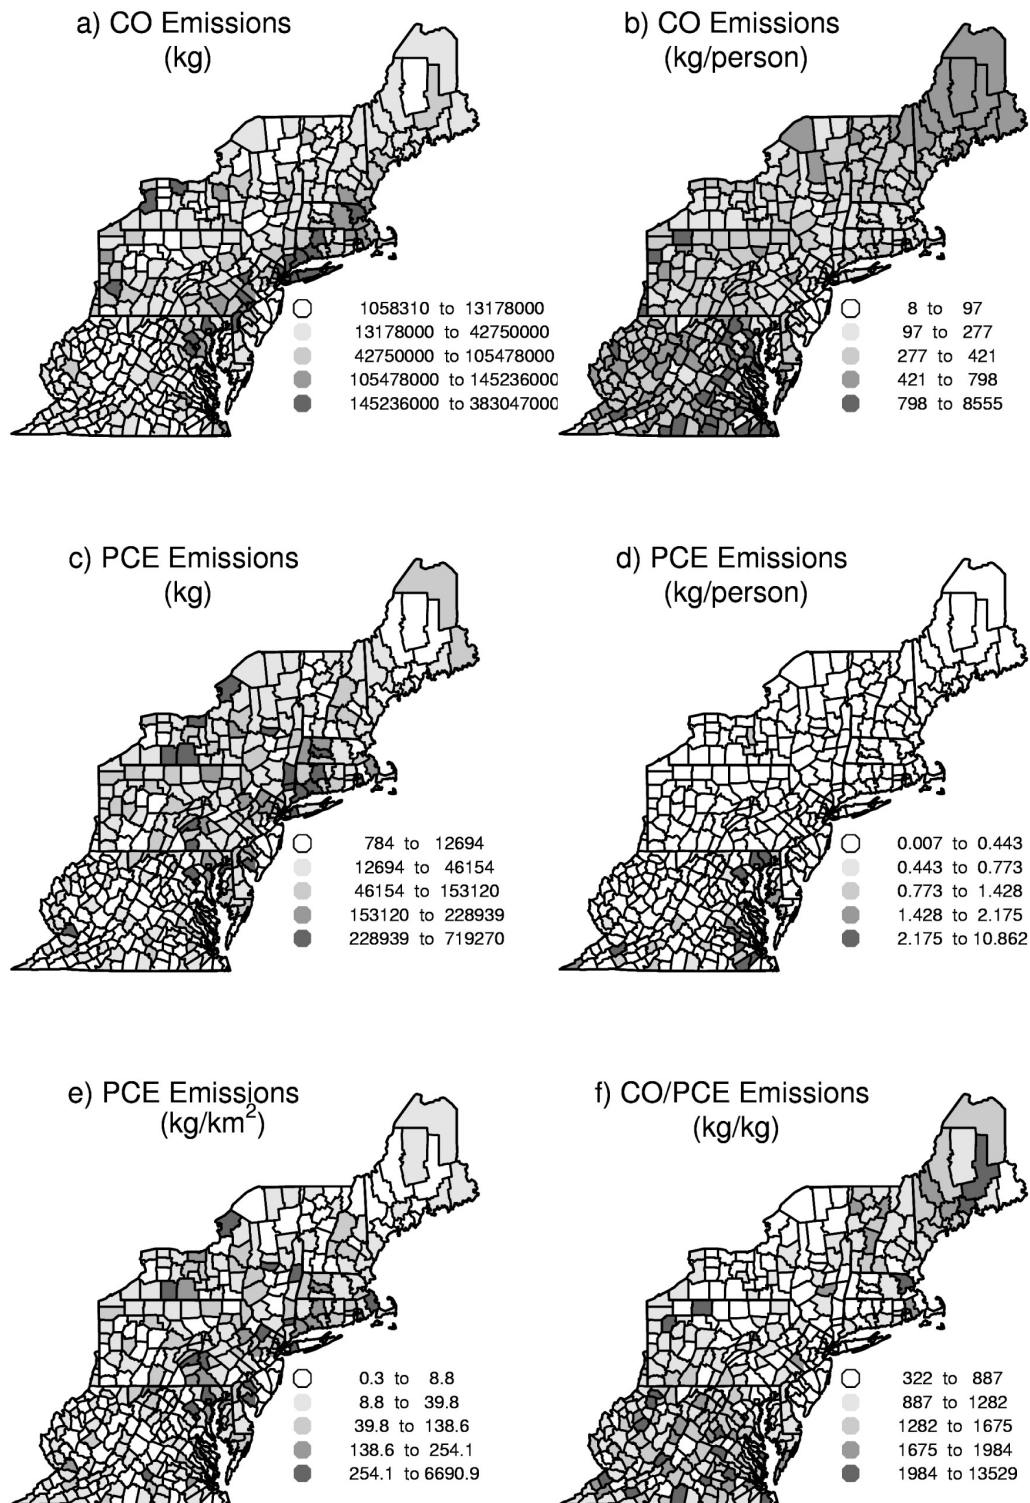 a) CO Emissions
(kg)
1058310 to 13178000
13178000 to 42750000
42750000 to 105478000
105478000 to 145236000
145236000 to 383047000
b) CO Emissions
(kg/person)
8 to 97
97 to 277
277 to 421
421 to 798
798 to 8555
c) PCE Emissions
(kg)
784 to 12694
12694 to 46154
46154 to 153120
153120 to 228939
228939 to 719270
d) PCE Emissions
(kg/person)
0.007 to 0.443
0.443 to 0.773
0.773 to 1.428
1.428 to 2.175
2.175 to 10.862
e) PCE Emissions
(kg/km²)
0.3 to 8.8
8.8 to 39.8
39.8 to 138.6
138.6 to 254.1
254.1 to 6690.9
f) CO/PCE Emissions
(kg/kg)
322 to 887
887 to 1282
1282 to 1675
1675 to 1984
1984 to 13529